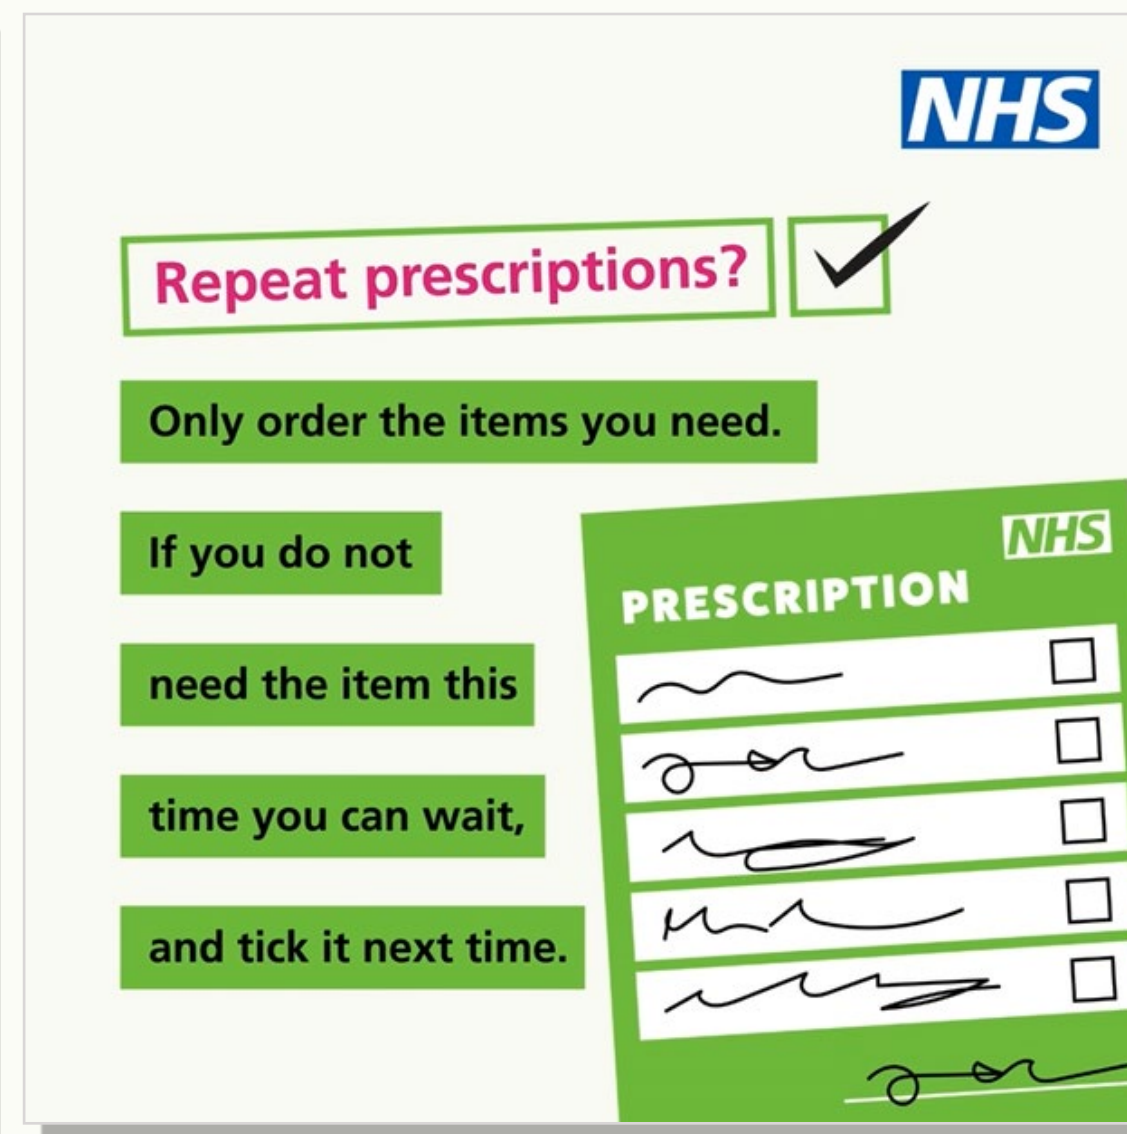 NHS
Repeat prescriptions?
Only order the items you need.
If you do not
need the item this
time you can wait,
and tick it next time.
NHS
PRESCRIPTION